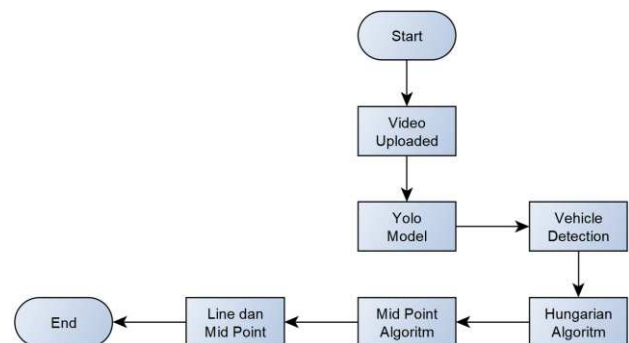 Start
Video
Uploaded
Yolo
Model
Vehicle
Detection
Hungarian
Algoritm
Mid Point
Algoritm
Line dan
Mid Point
End